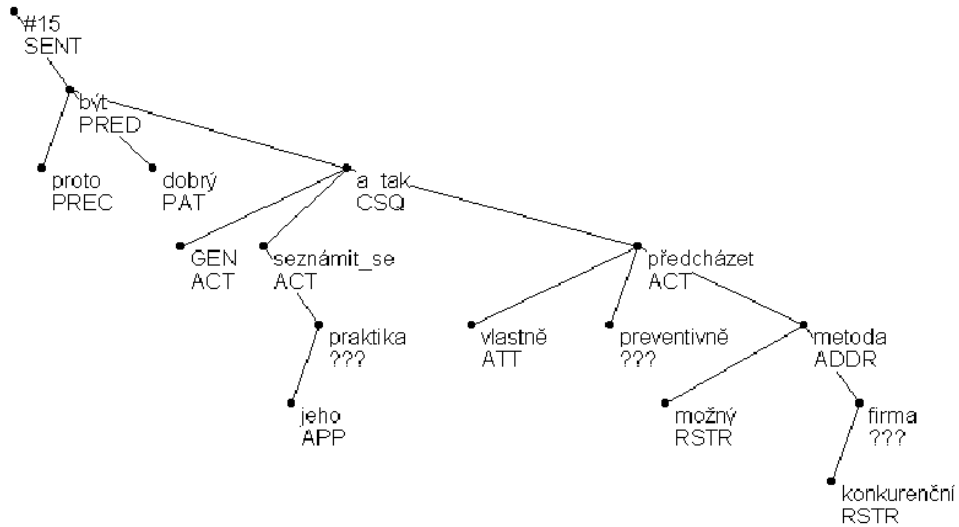 #15
SENT
být
PRED
proto
PREC
dobrý
PAT
a tak
CSQ
GEN
ACT
seznámit_se
ACT
předcházet
ACT
praktika
???
vlastně
ATT
preventivně
???
metoda
ADDR
jeho
APP
možný
RSTR
firma
???
konkurenční
RSTR